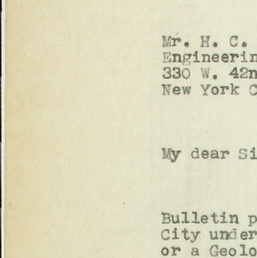 Mr. H. C.
Engineerin
330 W. 42n
New York C
My dear Si
Bulletin p
City under
or a Geolo